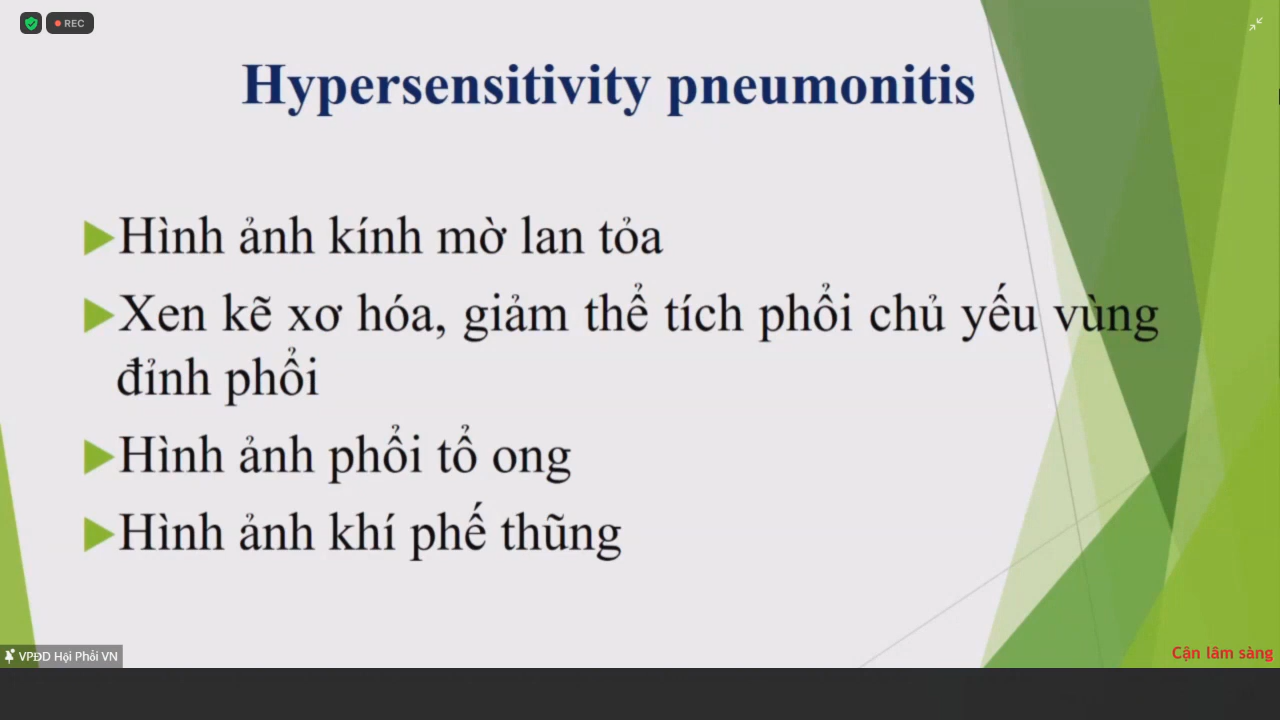 REC
Hypersensitivity pneumonitis
Hình ảnh kính mờ lan tỏa
Xen kẽ xơ hóa, giảm thể tích phổi chủ yếu vùng
đỉnh phổi
Hình ảnh phổi tổ ong
Hình ảnh khí phế thũng
VPĐD Hội Phổi VN
Cận lâm sàng